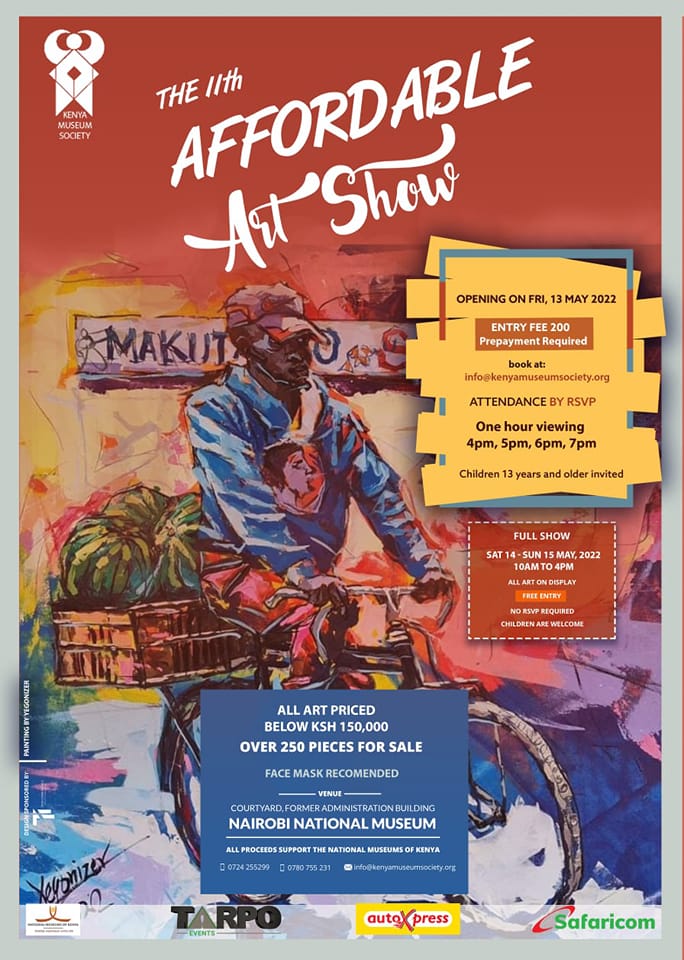 KENYA
MUSEUM
SOCIETY
THE 11th
AFFORDABLE
Art Show
OPENING ON FRI, 13 MAY 2022
ENTRY FEE 200
Prepayment Required
book at:
info@kenyamuseumsociety.org
ATTENDANCE BY RSVP
One hour viewing
4pm, 5pm, 6pm, 7pm
Children 13 years and older invited
MAKUT
FULL SHOW
SAT 14 - SUN 15 MAY, 2022
10AM TO 4PM
ALL ART ON DISPLAY
FREE ENTRY
NO RSVP REQUIRED
CHILDREN ARE WELCOME
ALL ART PRICED
BELOW KSH 150,000
OVER 250 PIECES FOR SALE
FACE MASK RECOMENDED
VENUE
COURTYARD, FORMER ADMINISTRATION BUILDING
NAIROBI NATIONAL MUSEUM
ALL PROCEEDS SUPPORT THE NATIONAL MUSEUMS OF KENYA
0724 255299 0780 755 231 info@kenyamuseumsociety.org
PAINTING BY YEGONIZER
DESIGN SPONSORED BY:
Yegonizer
NATIONAL MUSEUMS OF KENYA
TARPO
EVENTS
autoXpress
Safaricom